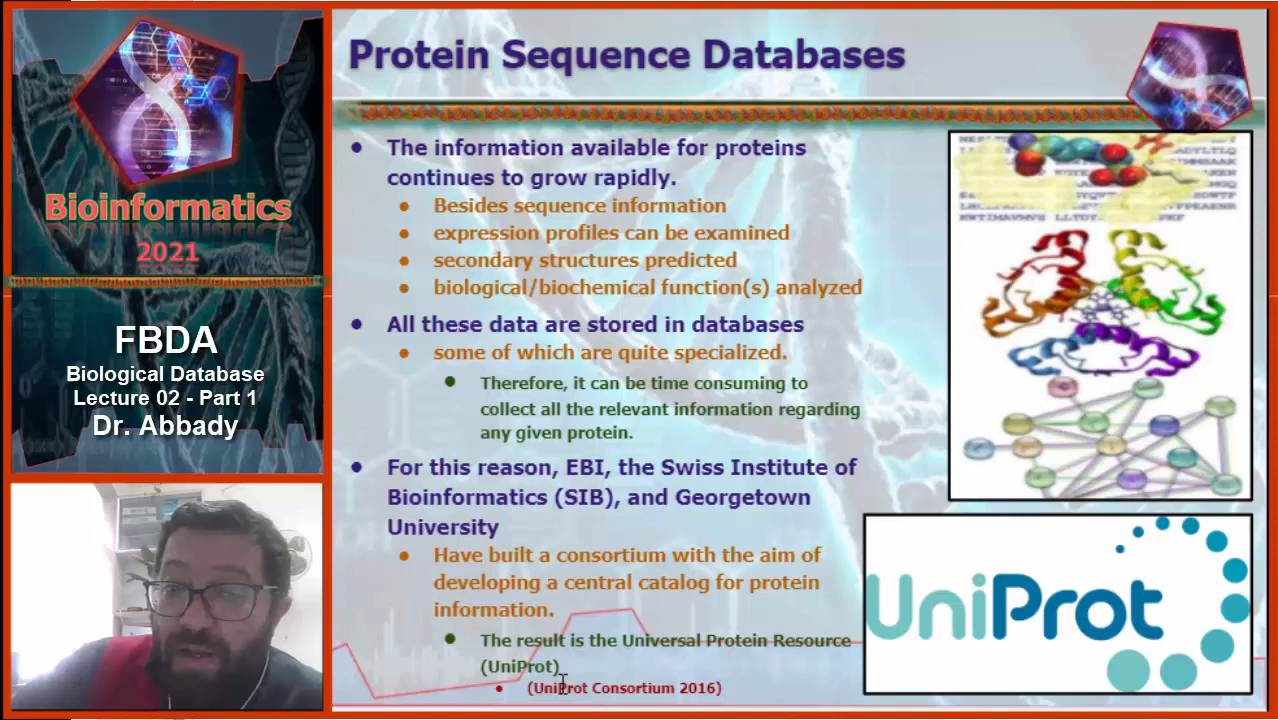 Bioinformatics
2021
FBDA
Biological Database
Lecture 02 - Part 1
Dr. Abbady
Protein Sequence Databases
• The information available for proteins
continues to grow rapidly.
• Besides sequence information
• expression profiles can be examined
• secondary structures predicted
• biological/biochemical function(s) analyzed
• All these data are stored in databases
• some of which are quite specialized.
• Therefore, it can be time consuming to
collect all the relevant information regarding
any given protein.
• For this reason, EBI, the Swiss Institute of
Bioinformatics (SIB), and Georgetown
University
• Have built a consortium with the aim of
developing a central catalog for protein
information.
• The result is the Universal Protein Resource
(UniProt)
• (UniProt Consortium 2016)
UniProt